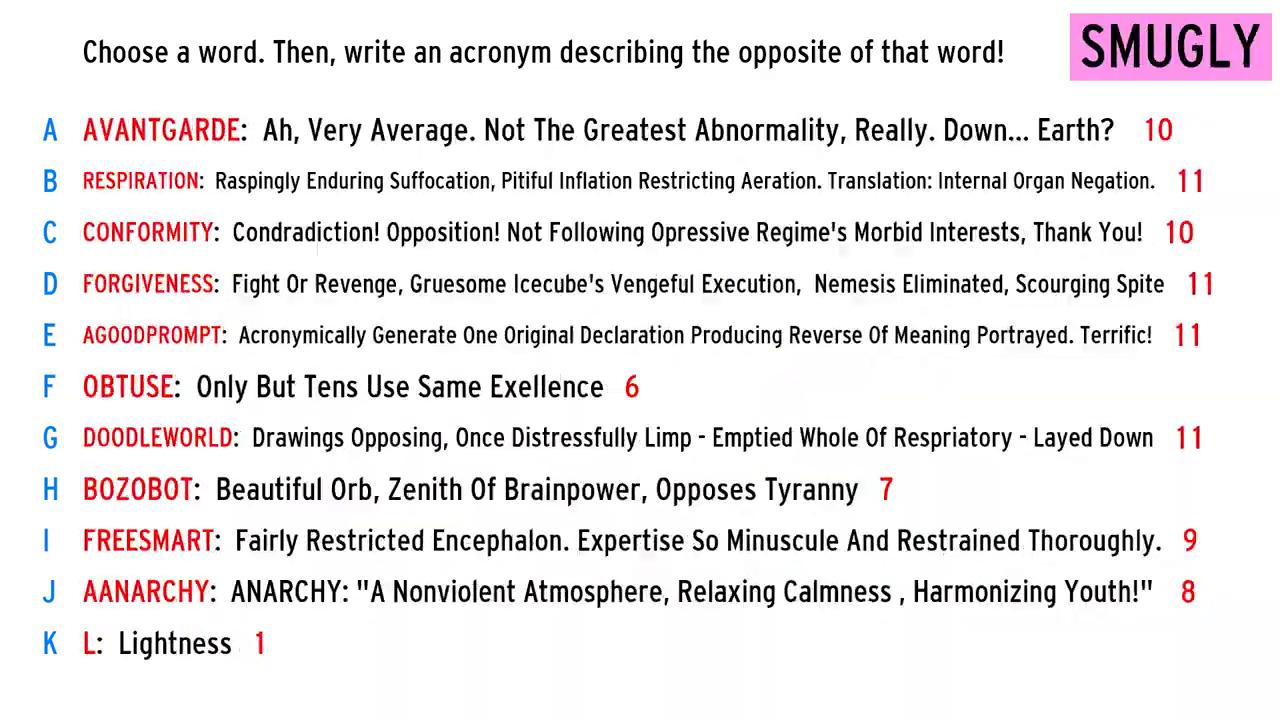 Choose a word. Then, write an acronym describing the opposite of that word!
SMUGLY
A AVANTGARDE: Ah, Very Average. Not The Greatest Abnormality, Really. Down... Earth? 10
B RESPIRATION: Raspingly Enduring Suffocation, Pitiful Inflation Restricting Aeration. Translation: Internal Organ Negation. 11
C CONFORMITY: Condradiction! Opposition! Not Following Opressive Regime's Morbid Interests, Thank You! 10
D FORGIVENESS: Fight Or Revenge, Gruesome Icecube's Vengeful Execution, Nemesis Eliminated, Scourging Spite 11
E AGOODPROMPT: Acronymically Generate One Original Declaration Producing Reverse Of Meaning Portrayed. Terrific! 11
F OBTUSE: Only But Tens Use Same Exellence 6
G DOODLEWORLD: Drawings Opposing, Once Distressfully Limp - Emptied Whole Of Respriatory - Layed Down 11
H BOZOBOT: Beautiful Orb, Zenith Of Brainpower, Opposes Tyranny 7
I FREESMART: Fairly Restricted Encephalon. Expertise So Minuscule And Restrained Thoroughly. 9
J AANARCHY: ANARCHY: "A Nonviolent Atmosphere, Relaxing Calmness , Harmonizing Youth!" 8
K L: Lightness 1